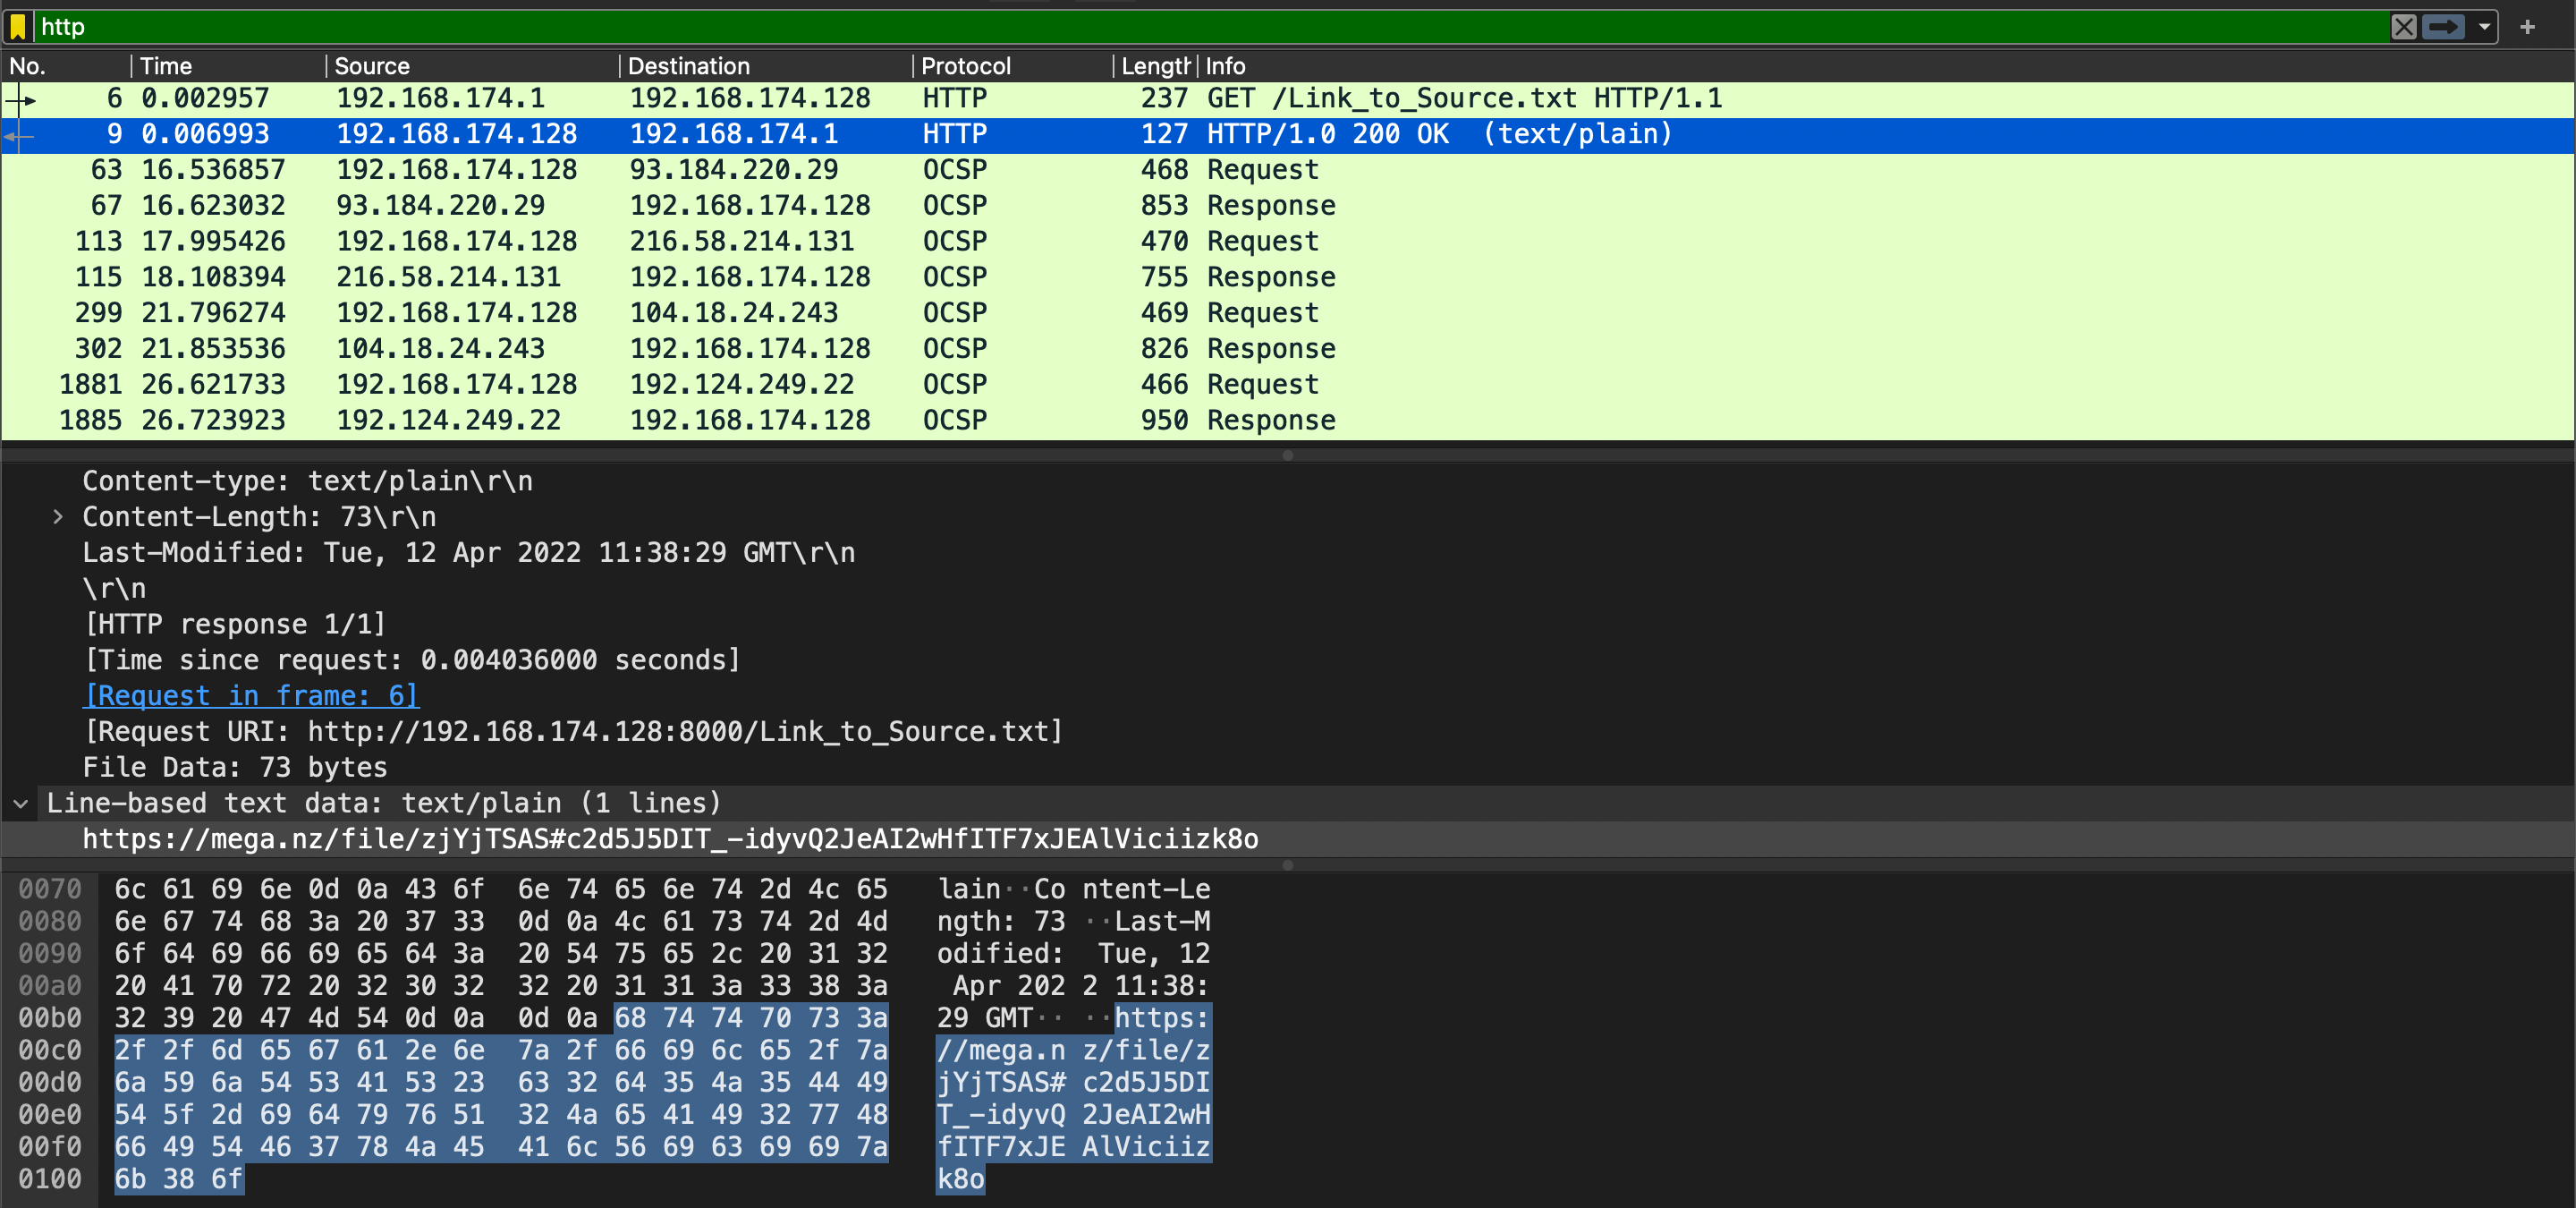 http
No. Time Source Destination Protocol Length Info
6 0.002957 192.168.174.1 192.168.174.128 HTTP 237 GET /Link_to_Source.txt HTTP/1.1
9 0.006993 192.168.174.128 192.168.174.1 HTTP 127 HTTP/1.0 200 OK (text/plain)
63 16.536857 192.168.174.128 93.184.220.29 OCSP 468 Request
67 16.623032 93.184.220.29 192.168.174.128 OCSP 853 Response
113 17.995426 192.168.174.128 216.58.214.131 OCSP 470 Request
115 18.108394 216.58.214.131 192.168.174.128 OCSP 755 Response
299 21.796274 192.168.174.128 104.18.24.243 OCSP 469 Request
302 21.853536 104.18.24.243 192.168.174.128 OCSP 826 Response
1881 26.621733 192.168.174.128 192.124.249.22 OCSP 466 Request
1885 26.723923 192.124.249.22 192.168.174.128 OCSP 950 Response
Content-type: text/plain\r\n
Content-Length: 73\r\n
Last-Modified: Tue, 12 Apr 2022 11:38:29 GMT\r\n
\r\n
[HTTP response 1/1]
[Time since request: 0.004036000 seconds]
[Request in frame: 6]
[Request URI: http://192.168.174.128:8000/Link_to_Source.txt]
File Data: 73 bytes
Line-based text data: text/plain (1 lines)
https://mega.nz/file/zjYjTSAS#c2d5J5DIT_-idyvQ2JeAI2wHfITF7xJEAlViciizk8o
0070 6c 61 69 6e 0d 0a 43 6f 6e 74 65 6e 74 2d 4c 65 lain··Co ntent-Le
0080 6e 67 74 68 3a 20 37 33 0d 0a 4c 61 73 74 2d 4d ngth: 73 ··Last-M
0090 6f 64 69 66 69 65 64 3a 20 54 75 65 2c 20 31 32 odified: Tue, 12
00a0 20 41 70 72 20 32 30 32 32 20 31 31 3a 33 38 3a Apr 202 2 11:38:
00b0 32 39 20 47 4d 54 0d 0a 0d 0a 68 74 74 70 73 3a 29 GMT·· ··https:
00c0 2f 2f 6d 65 67 61 2e 6e 7a 2f 66 69 6c 65 2f 7a //mega.n z/file/z
00d0 6a 59 6a 54 53 41 53 23 63 32 64 35 4a 35 44 49 jYjTSAS# c2d5J5DI
00e0 54 5f 2d 69 64 79 76 51 32 4a 65 41 49 32 77 48 T_-idyvQ 2JeAI2wH
00f0 66 49 54 46 37 78 4a 45 41 6c 56 69 63 69 69 7a fITF7xJE AlViciiz
0100 6b 38 6f k8o